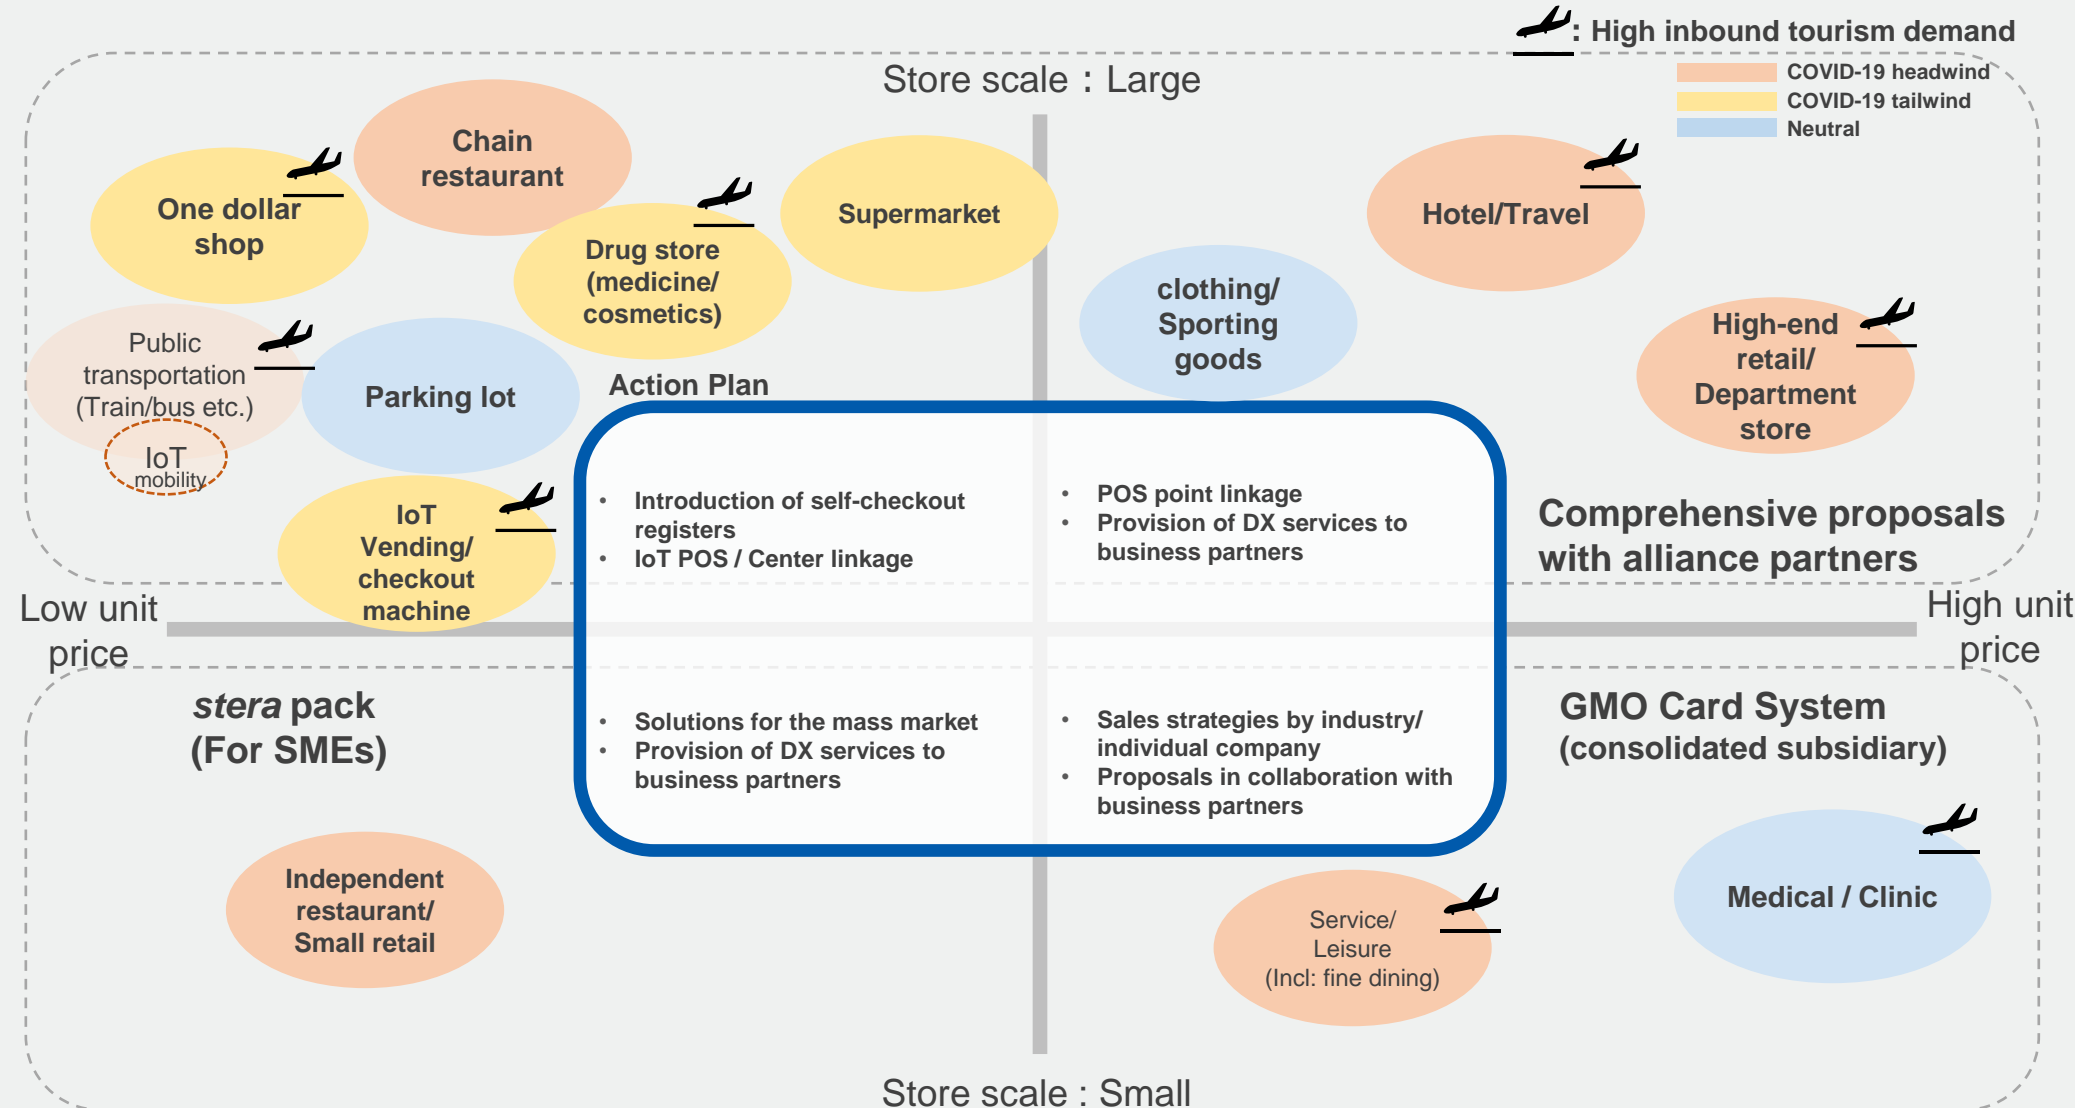 : High inbound tourism demand
COVID-19 headwind
COVID-19 tailwind
Neutral
Store scale : Large
Chain
restaurant
One dollar
shop
Drug store
(medicine/
cosmetics)
Supermarket
Hotel/Travel
clothing/
Sporting
goods
High-end
retail/
Department
store
Public
transportation
(Train/bus etc.)
IoT
mobility
Parking lot
IoT
Vending/
checkout
machine
Action Plan
• Introduction of self-checkout
registers
• IoT POS / Center linkage
• POS point linkage
• Provision of DX services to
business partners
Comprehensive proposals
with alliance partners
Low unit
price
High unit
price
stera pack
(For SMEs)
• Solutions for the mass market
• Provision of DX services to
business partners
• Sales strategies by industry/
individual company
• Proposals in collaboration with
business partners
GMO Card System
(consolidated subsidiary)
Independent
restaurant/
Small retail
Service/
Leisure
(Incl: fine dining)
Medical / Clinic
Store scale : Small